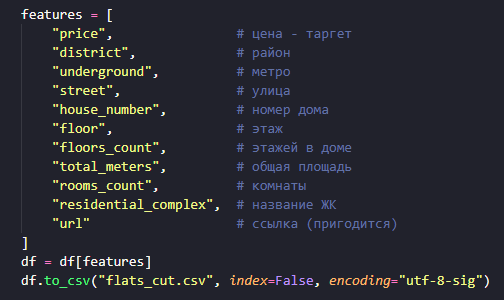 features = [
    "price",               # цена - таргет
    "district",            # район
    "underground",         # метро
    "street",              # улица
    "house_number",        # номер дома
    "floor",               # этаж
    "floors_count",        # этажей в доме
    "total_meters",        # общая площадь
    "rooms_count",         # комнаты
    "residential_complex", # название ЖК
    "url"                  # ссылка (пригодится)
]
df = df[features]
df.to_csv("flats_cut.csv", index=False, encoding="utf-8-sig")